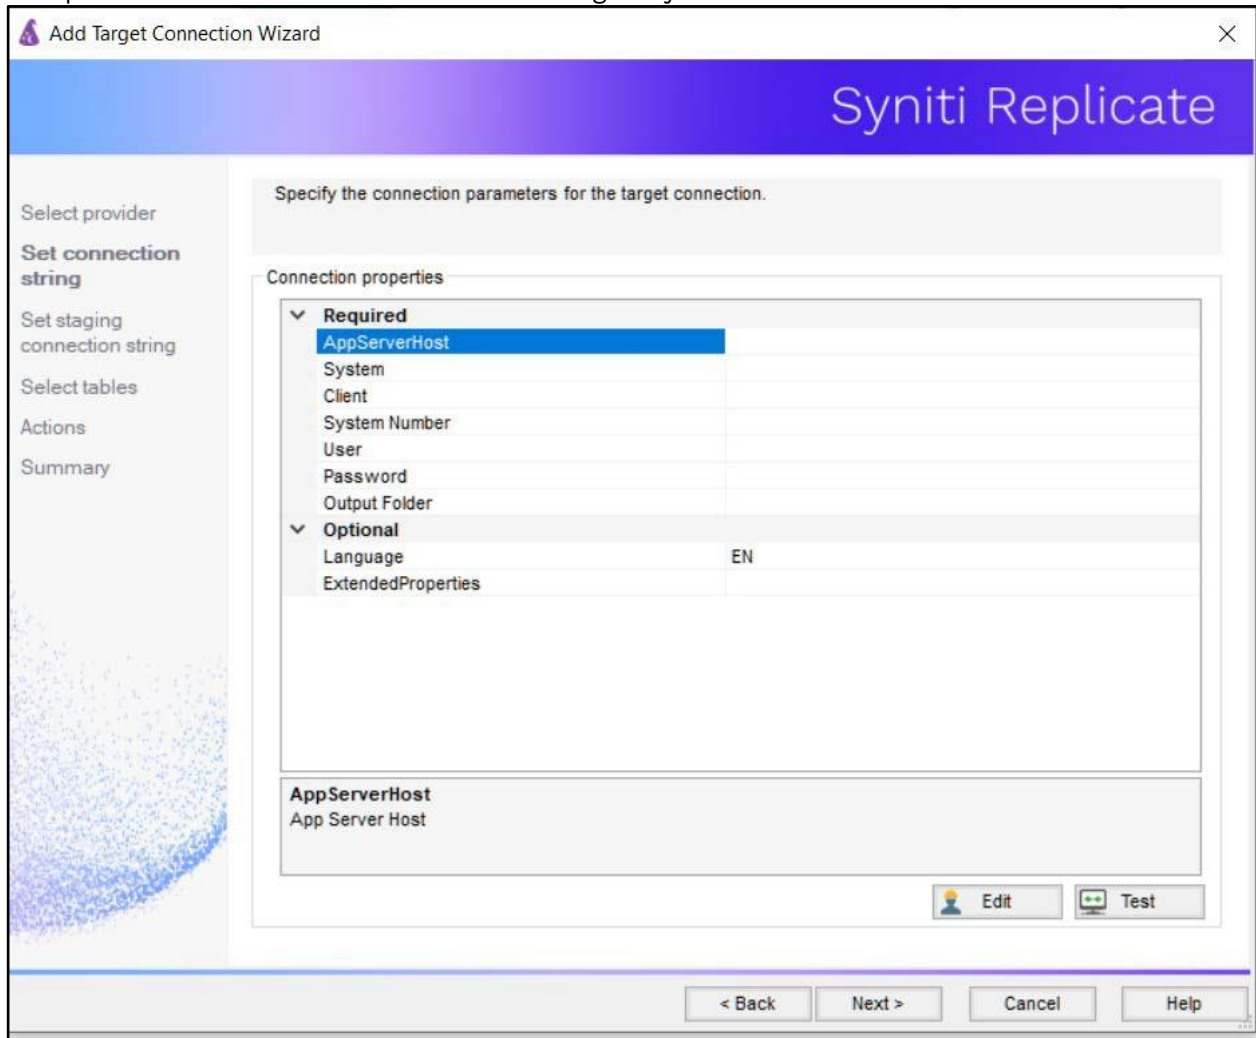 Add Target Connection Wizard
Syniti Replicate
Select provider
Set connection
string
Set staging
connection string
Select tables
Actions
Summary
Specify the connection parameters for the target connection.
Connection properties
Required
AppServerHost
System
Client
System Number
User
Password
Output Folder
Optional
Language EN
ExtendedProperties
AppServerHost
App Server Host
Edit Test
< Back Next > Cancel Help